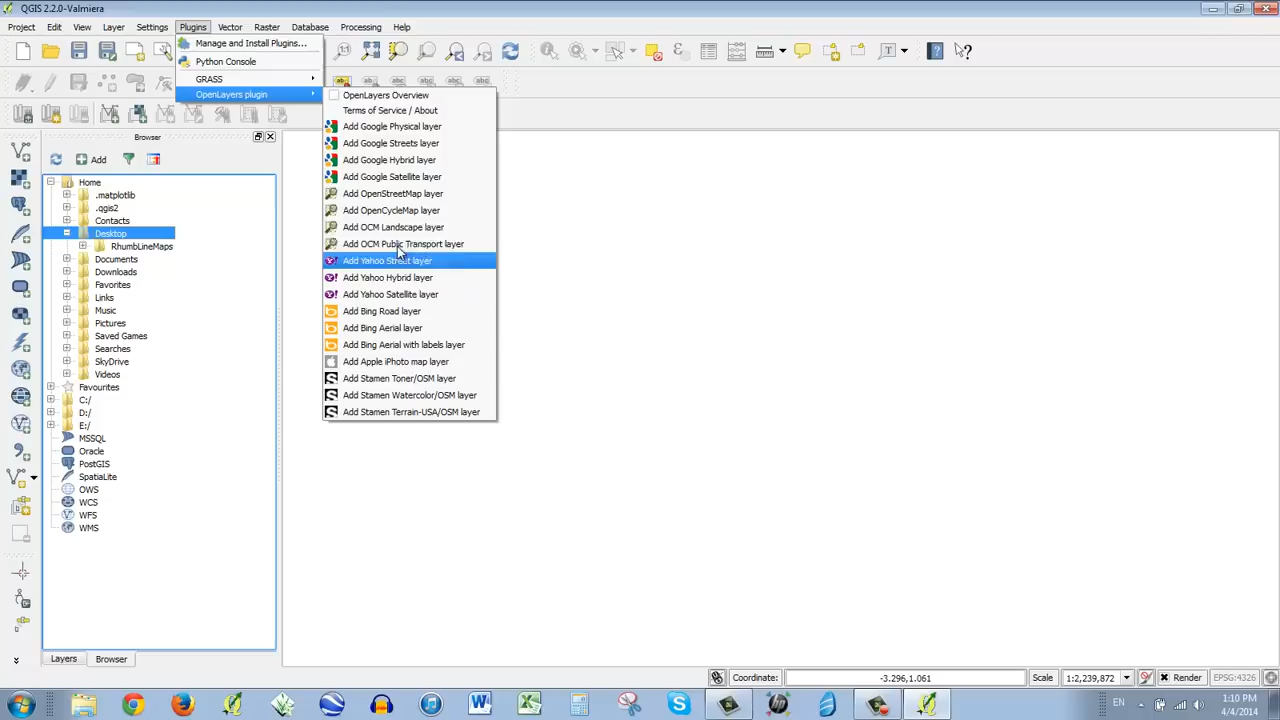 QGIS 2.2.0-Valmiera
Project Edit View Layer Settings Plugins Vector Raster Database Processing Help
Manage and Install Plugins...
Python Console
GRASS
OpenLayers plugin
OpenLayers Overview
Terms of Service / About
Add Google Physical layer
Add Google Streets layer
Add Google Hybrid layer
Add Google Satellite layer
Add OpenStreetMap layer
Add OpenCycleMap layer
Add OCM Landscape layer
Add OCM Public Transport layer
Add Yahoo Street layer
Add Yahoo Hybrid layer
Add Yahoo Satellite layer
Add Bing Road layer
Add Bing Aerial layer
Add Bing Aerial with labels layer
Add Apple iPhoto map layer
Add Stamen Toner/OSM layer
Add Stamen Watercolor/OSM layer
Add Stamen Terrain-USA/OSM layer
Browser
Add
Home
.matplotlib
.qgis2
Contacts
Desktop
RhumbLineMaps
Documents
Downloads
Favorites
Links
Music
Pictures
Saved Games
Searches
SkyDrive
Videos
Favourites
C:/
D:/
E:/
MSSQL
Oracle
PostGIS
SpatiaLite
OWS
WCS
WFS
WMS
Layers Browser
Coordinate: -3.296,1.061 Scale 1:2,239,872 Render EPSG:4326
EN 1:10 PM
4/4/2014